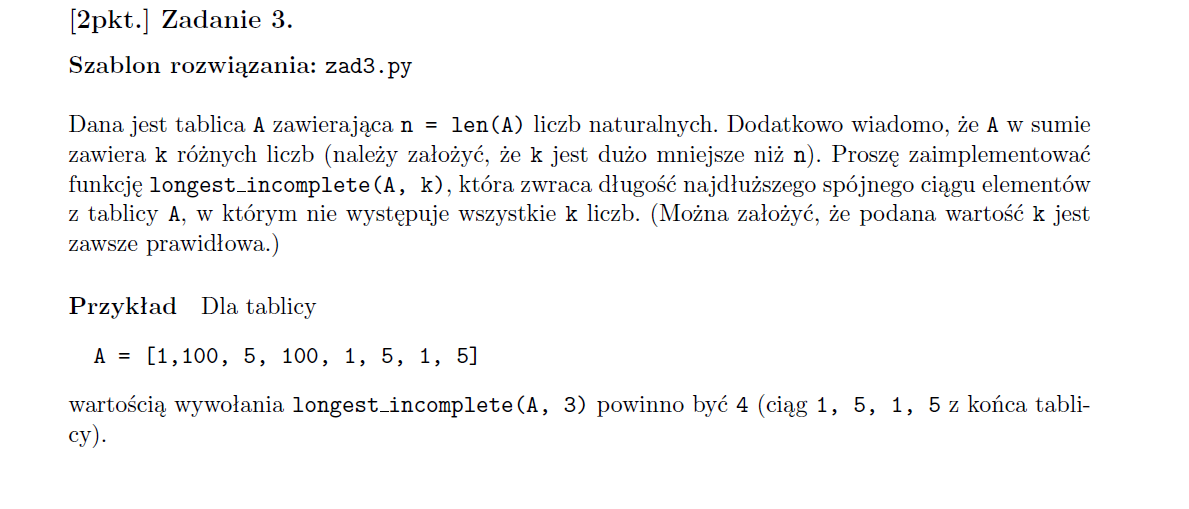 [2pkt.] Zadanie 3.
Szablon rozwiązania: zad3.py
Dana jest tablica A zawierająca n = len(A) liczb naturalnych. Dodatkowo wiadomo, że A w sumie
zawiera k różnych liczb (należy założyć, że k jest dużo mniejsze niż n). Proszę zaimplementować
funkcję longest_incomplete(A, k), która zwraca długość najdłuższego spójnego ciągu elementów
z tablicy A, w którym nie występuje wszystkie k liczb. (Można założyć, że podana wartość k jest
zawsze prawidłowa.)
Przykład Dla tablicy
A = [1,100, 5, 100, 1, 5, 1, 5]
wartością wywołania longest_incomplete(A, 3) powinno być 4 (ciąg 1, 5, 1, 5 z końca tabli-
cy).